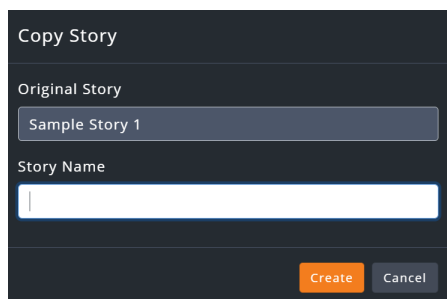 Copy Story
Original Story
Sample Story 1
Story Name
Create Cancel